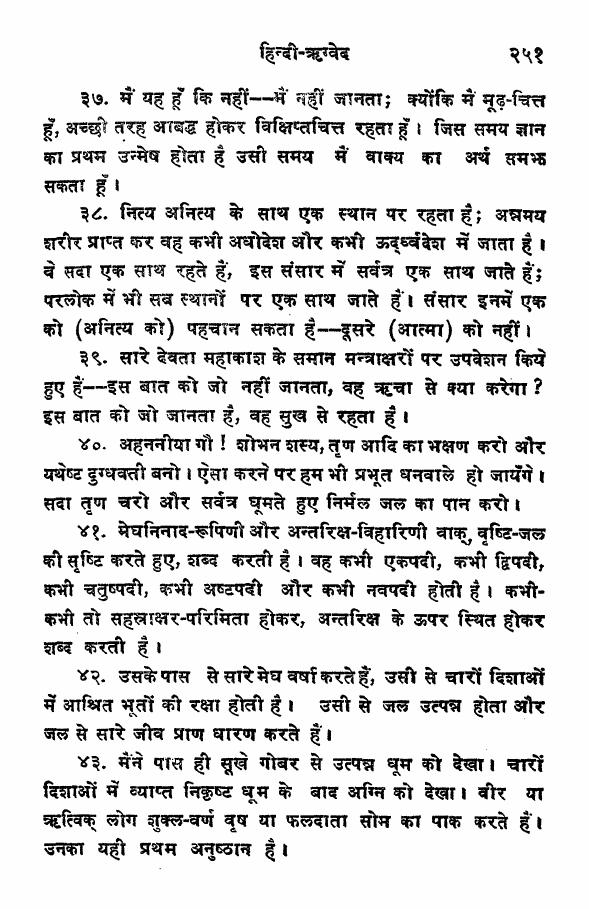 हिन्दी-ऋग्वेद २५१
३७. मैं यह हूँ कि नहीं--मैं नहीं जानता; क्योंकि मैं मूढ़-चित्त
हूँ, अच्छी तरह आबद्ध होकर विक्षिप्तचित्त रहता हूँ। जिस समय ज्ञान
का प्रथम उन्मेष होता है उसी समय मैं वाक्य का अर्थ समझ
सकता हूँ।
३८. नित्य अनित्य के साथ एक स्थान पर रहता है; अन्नमय
शरीर प्राप्त कर वह कभी अधोदेश और कभी ऊर्द्ध्वदेश में जाता है।
वे सदा एक साथ रहते हैं, इस संसार में सर्वत्र एक साथ जाते हैं;
परलोक में भी सब स्थानों पर एक साथ जाते हैं। संसार इनमें एक
को (अनित्य को) पहचान सकता है--दूसरे (आत्मा) को नहीं।
३९. सारे देवता महाकाश के समान मन्त्राक्षरों पर उपवेशन किये
हुए हैं--इस बात को जो नहीं जानता, वह ऋचा से क्या करेगा?
इस बात को जो जानता है, वह सुख से रहता है।
४०. अहननीया गौ! शोभन शस्य, तृण आदि का भक्षण करो और
यथेष्ट दुग्धवती बनो। ऐसा करने पर हम भी प्रभूत धनवाले हो जायँगे।
सदा तृण चरो और सर्वत्र घूमते हुए निर्मल जल का पान करो।
४१. मेघनिनाद-रूपिणी और अन्तरिक्ष-विहारिणी वाक्, वृष्टि-जल
की सृष्टि करते हुए, शब्द करती है। वह कभी एकपदी, कभी द्विपदी,
कभी चतुष्पदी, कभी अष्टपदी और कभी नवपदी होती है। कभी-
कभी तो सहस्राक्षर-परिमिता होकर, अन्तरिक्ष के ऊपर स्थित होकर
शब्द करती है।
४२. उसके पास से सारे मेघ वर्षा करते हैं, उसी से चारों दिशाओं
में आश्रित भूतों की रक्षा होती है। उसी से जल उत्पन्न होता और
जल से सारे जीव प्राण धारण करते हैं।
४३. मैंने पास ही सूखे गोबर से उत्पन्न धूम को देखा। चारों
दिशाओं में व्याप्त निकृष्ट धूम के बाद अग्नि को देखा। वीर या
ऋत्विक् लोग शुक्ल-वर्ण वृष या फलदाता सोम का पाक करते हैं।
उनका यही प्रथम अनुष्ठान है।